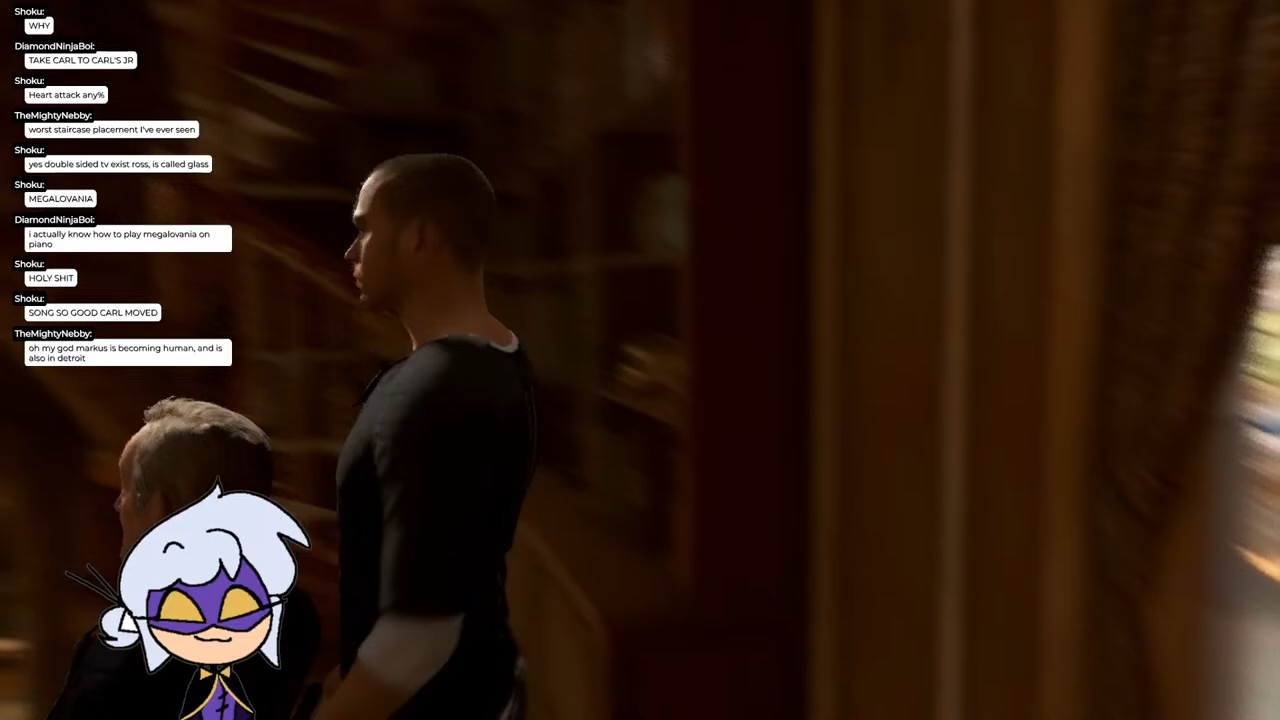 Shoku:
WHY
DiamondNinjaBoi:
TAKE CARL TO CARL'S JR
Shoku:
Heart attack any%
TheMightyNebby:
worst staircase placement I've ever seen
Shoku:
yes double sided tv exist ross, is called glass
Shoku:
MEGALOVANIA
DiamondNinjaBoi:
i actually know how to play megalovania on
piano
Shoku:
HOLY SHIT
Shoku:
SONG SO GOOD CARL MOVED
TheMightyNebby:
oh my god markus is becoming human, and is
also in detroit